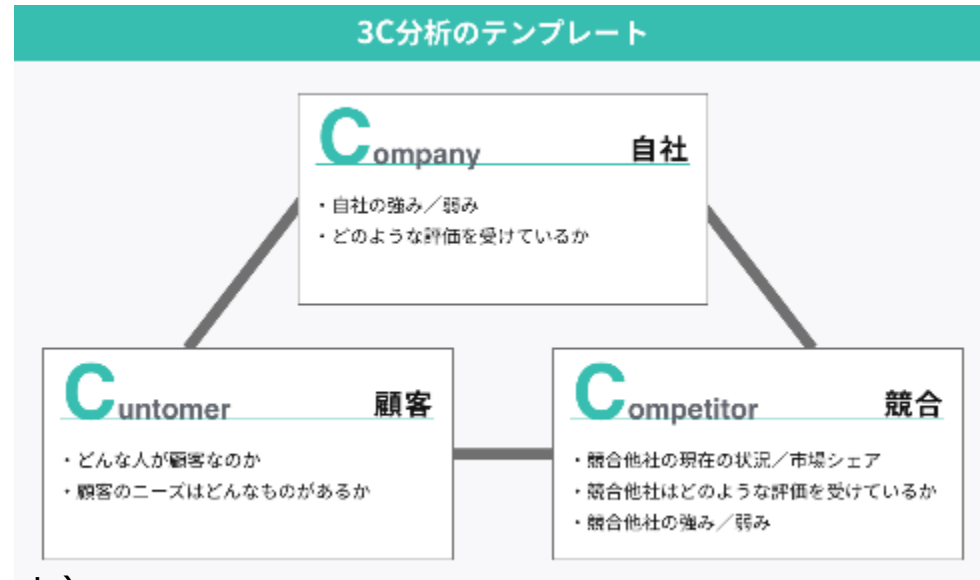 3C分析のテンプレート
Company 自社
・自社の強み／弱み
・どのような評価を受けているか
Cuntomer 顧客
・どんな人が顧客なのか
・顧客のニーズはどんなものがあるか
Competitor 競合
・競合他社の現在の状況／市場シェア
・競合他社はどのような評価を受けているか
・競合他社の強み／弱み